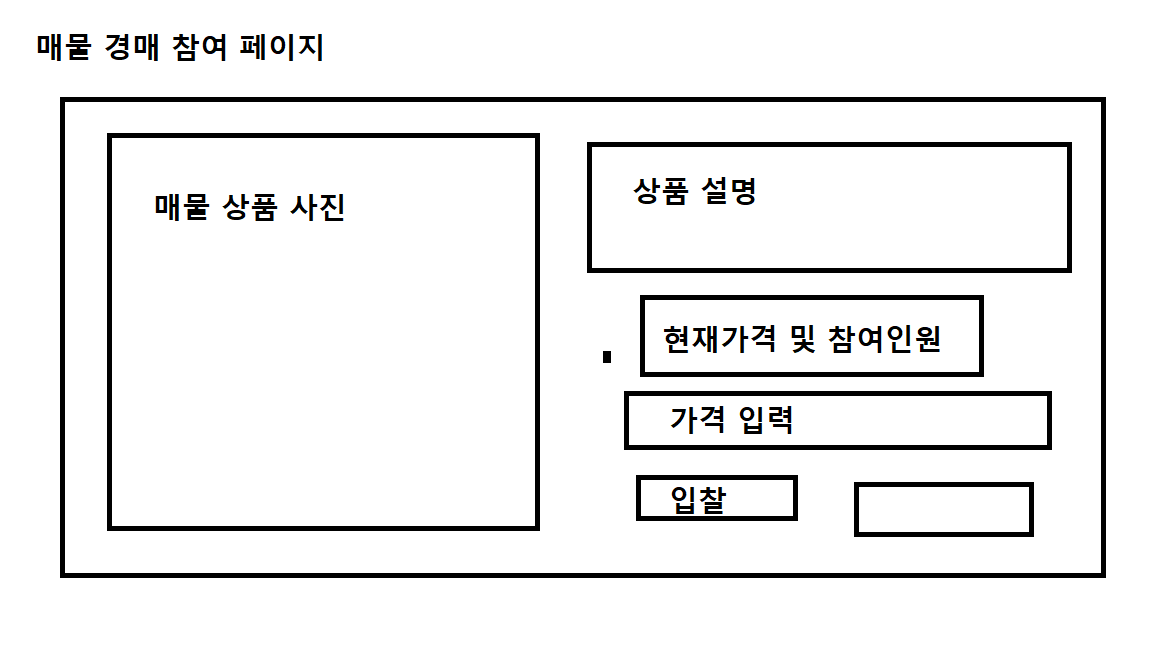 매물 경매 참여 페이지
매물 상품 사진
상품 설명
현재가격 및 참여인원
가격 입력
입찰